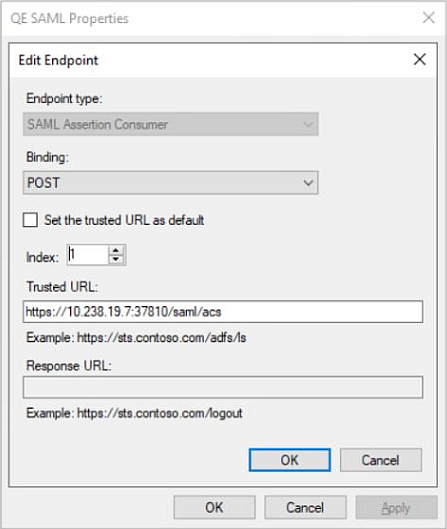 QE SAML Properties
Edit Endpoint
Endpoint type:
SAML Assertion Consumer
Binding:
POST
Set the trusted URL as default
Index: 1
Trusted URL:
https://10.238.19.7:37810/saml/acs
Example: https://sts.contoso.com/adfs/ls
Response URL:
Example: https://sts.contoso.com/logout
OK Cancel
OK Cancel Apply